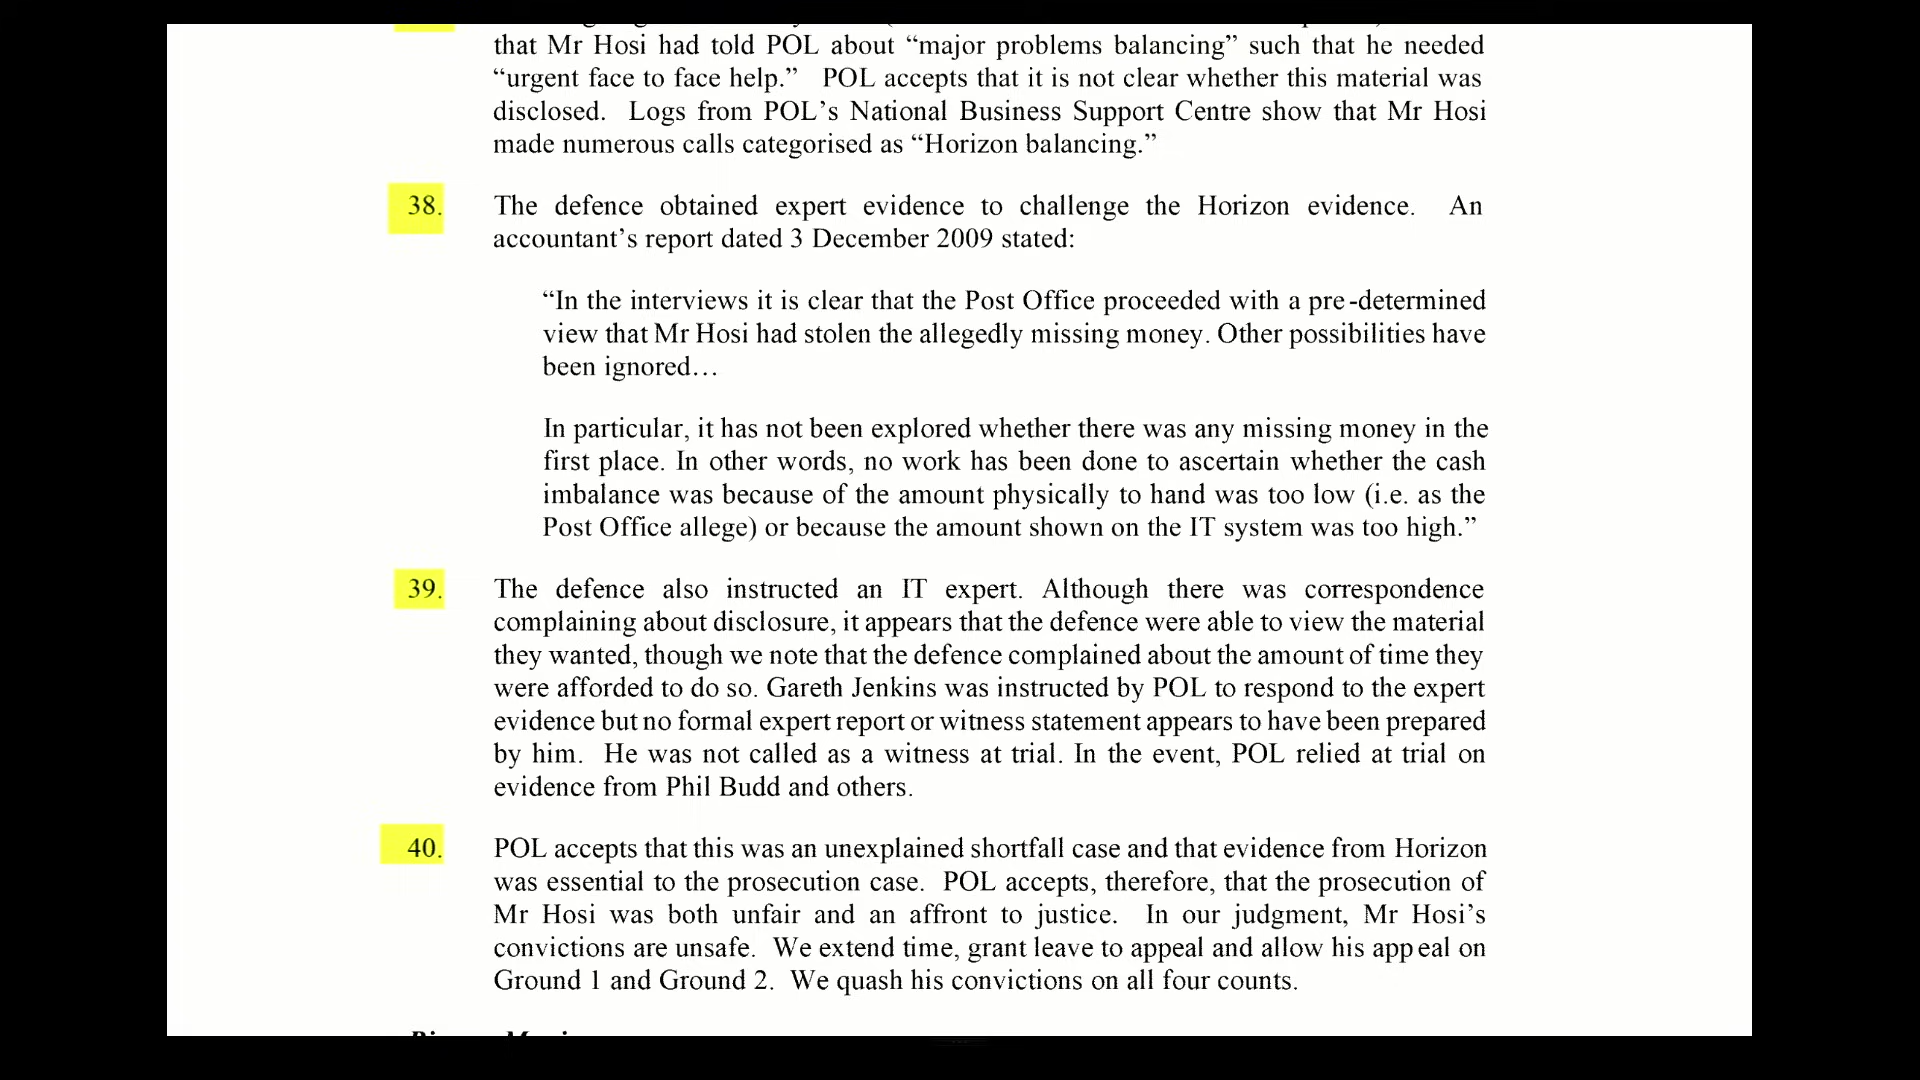 that Mr Hosi had told POL about “major problems balancing” such that he needed
“urgent face to face help.” POL accepts that it is not clear whether this material was
disclosed. Logs from POL’s National Business Support Centre show that Mr Hosi
made numerous calls categorised as “Horizon balancing.”
38. The defence obtained expert evidence to challenge the Horizon evidence. An
accountant’s report dated 3 December 2009 stated:
“In the interviews it is clear that the Post Office proceeded with a pre-determined
view that Mr Hosi had stolen the allegedly missing money. Other possibilities have
been ignored…
In particular, it has not been explored whether there was any missing money in the
first place. In other words, no work has been done to ascertain whether the cash
imbalance was because of the amount physically to hand was too low (i.e. as the
Post Office allege) or because the amount shown on the IT system was too high.”
39. The defence also instructed an IT expert. Although there was correspondence
complaining about disclosure, it appears that the defence were able to view the material
they wanted, though we note that the defence complained about the amount of time they
were afforded to do so. Gareth Jenkins was instructed by POL to respond to the expert
evidence but no formal expert report or witness statement appears to have been prepared
by him. He was not called as a witness at trial. In the event, POL relied at trial on
evidence from Phil Budd and others.
40. POL accepts that this was an unexplained shortfall case and that evidence from Horizon
was essential to the prosecution case. POL accepts, therefore, that the prosecution of
Mr Hosi was both unfair and an affront to justice. In our judgment, Mr Hosi’s
convictions are unsafe. We extend time, grant leave to appeal and allow his appeal on
Ground 1 and Ground 2. We quash his convictions on all four counts.